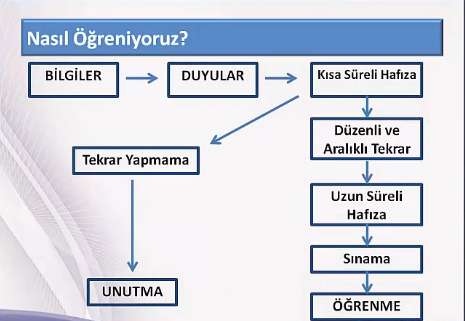 Nasıl Öğreniyoruz?
BİLGİLER
DUYULAR
Kısa Süreli Hafıza
Düzenli ve
Aralıklı Tekrar
Tekrar Yapmama
Uzun Süreli
Hafıza
Sınama
UNUTMA
ÖĞRENME